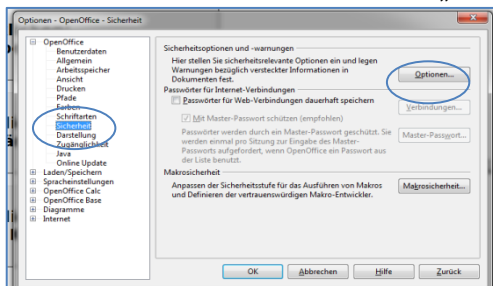 Optionen - OpenOffice - Sicherheit
OpenOffice
Benutzerdaten
Allgemein
Arbeitsspeicher
Ansicht
Drucken
Pfade
Farben
Schriftarten
Sicherheit
Darstellung
Zugänglichkeit
Java
Online Update
Laden/Speichern
Spracheinstellungen
OpenOffice Calc
OpenOffice Base
Diagramme
Internet
Sicherheitsoptionen und -warnungen
Hier stellen Sie sicherheitsrelevante Option ein und legen
Warnungen bezüglich versteckter Informationen in
Dokumenten fest.
Optionen...
Passwörter für Internet-Verbindungen
Passwörter für Web-Verbindungen dauerhaft speichern
Verbindungen...
Mit Master-Passwort schützen (empfohlen)
Passwörter werden durch ein Master-Passwort geschützt. Sie
werden einmal pro Sitzung zur Eingabe des Master-
Passworts aufgefordert, wenn OpenOffice ein Passwort aus
der Liste benutzt.
Master-Passwort...
Makrosicherheit
Anpassen der Sicherheitsstufe für das Ausführen von Makros
und Definieren der vertrauenswürdigen Makro-Entwickler.
Makrosicherheit...
OK
Abbrechen
Hilfe
Zurück